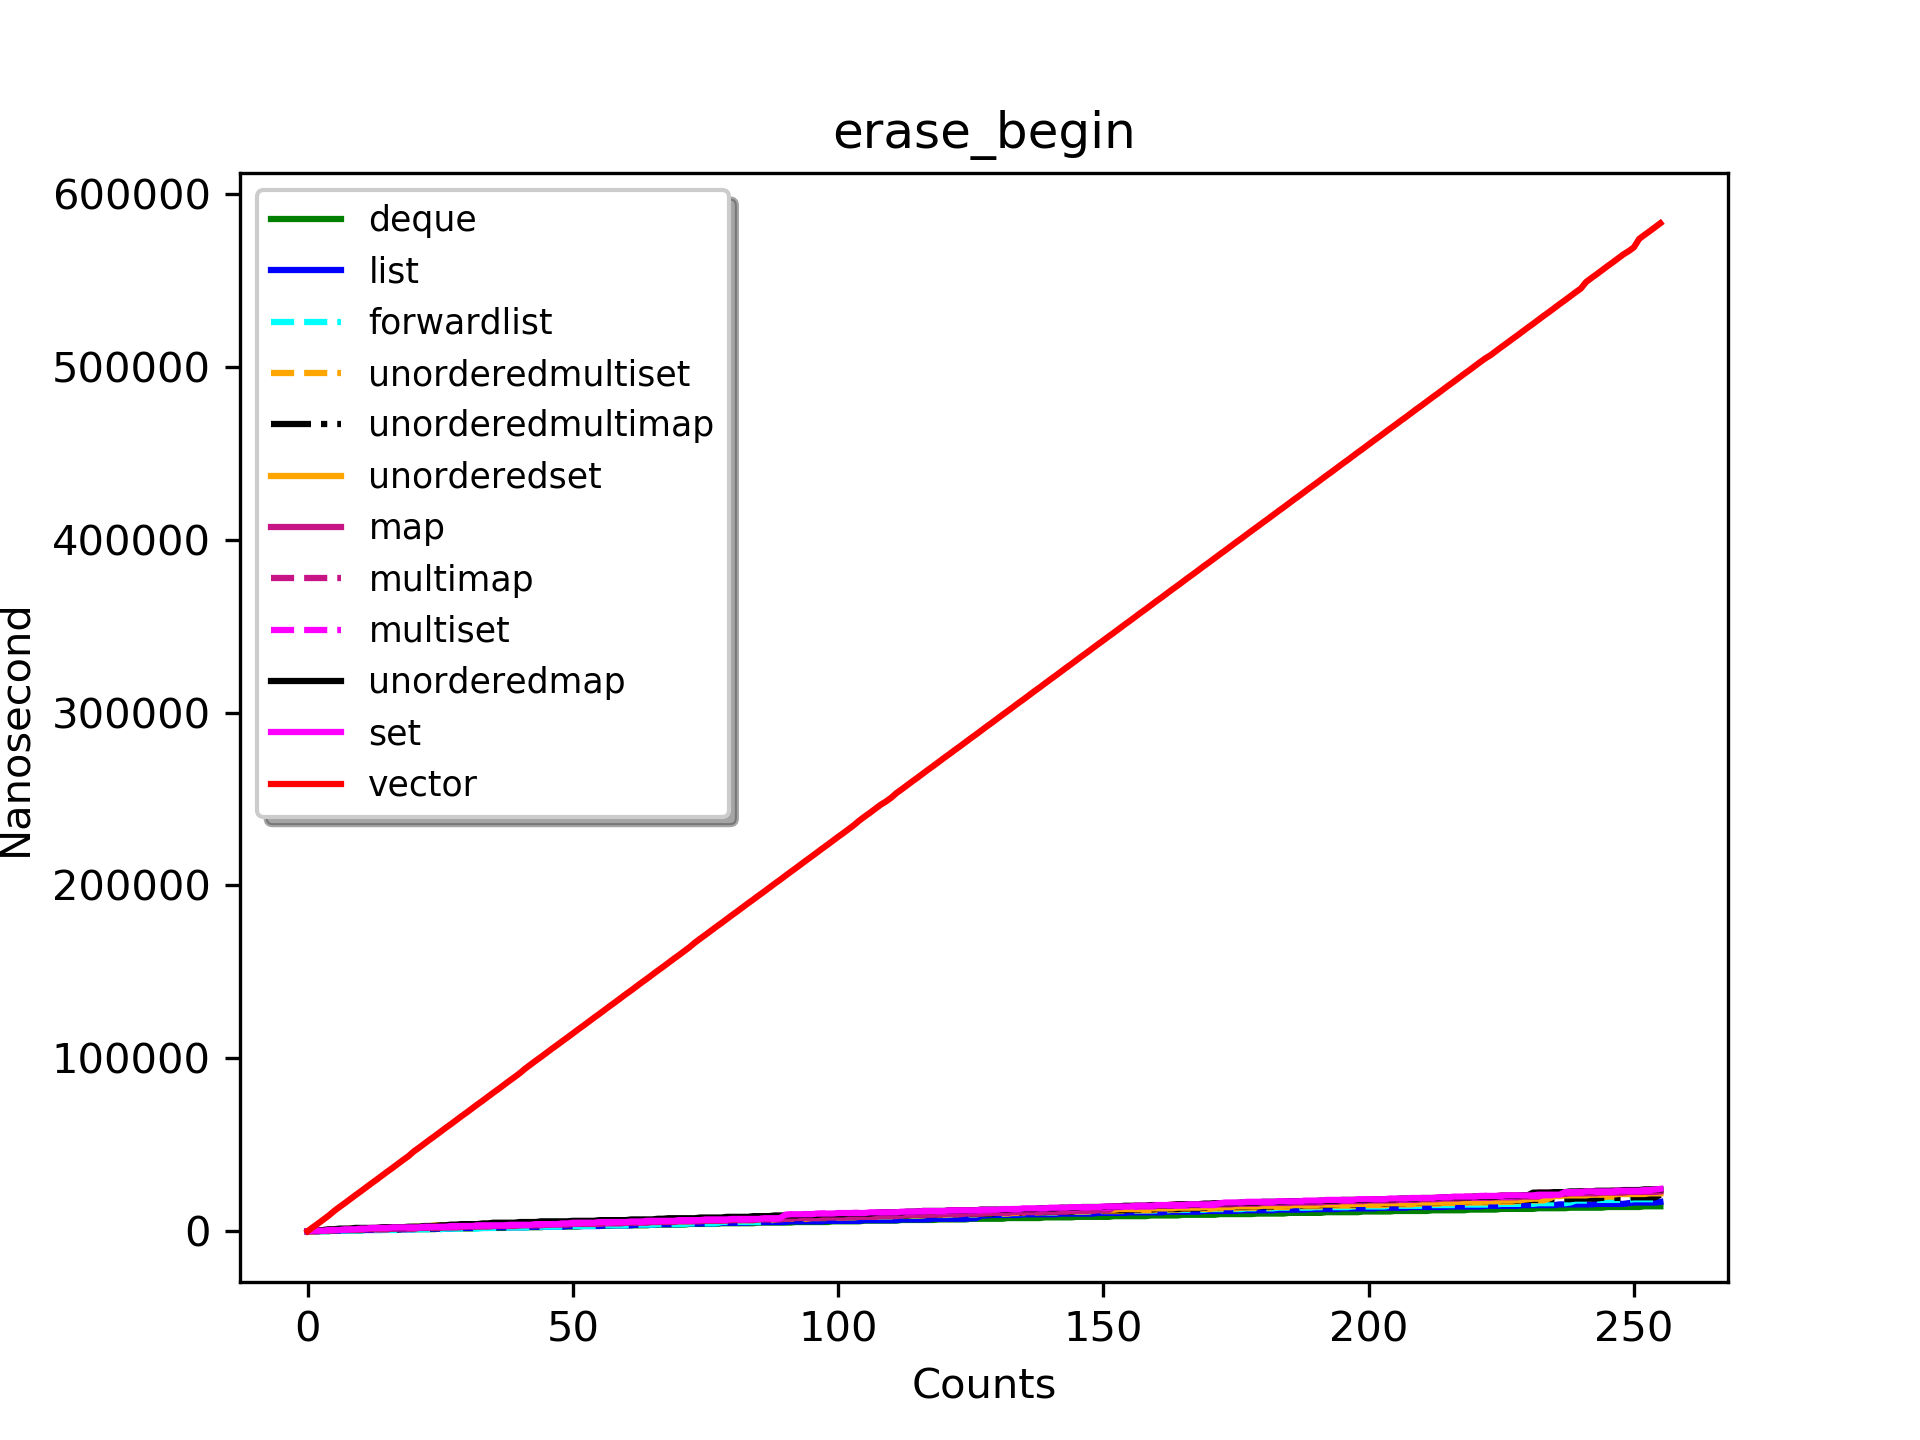 erase_begin
600000
500000
400000
300000
200000
100000
0
Nanosecond
deque
list
forwardlist
unorderedmultiset
unorderedmultimap
unorderedset
map
multimap
multiset
unorderedmap
set
vector
0 50 100 150 200 250
Counts